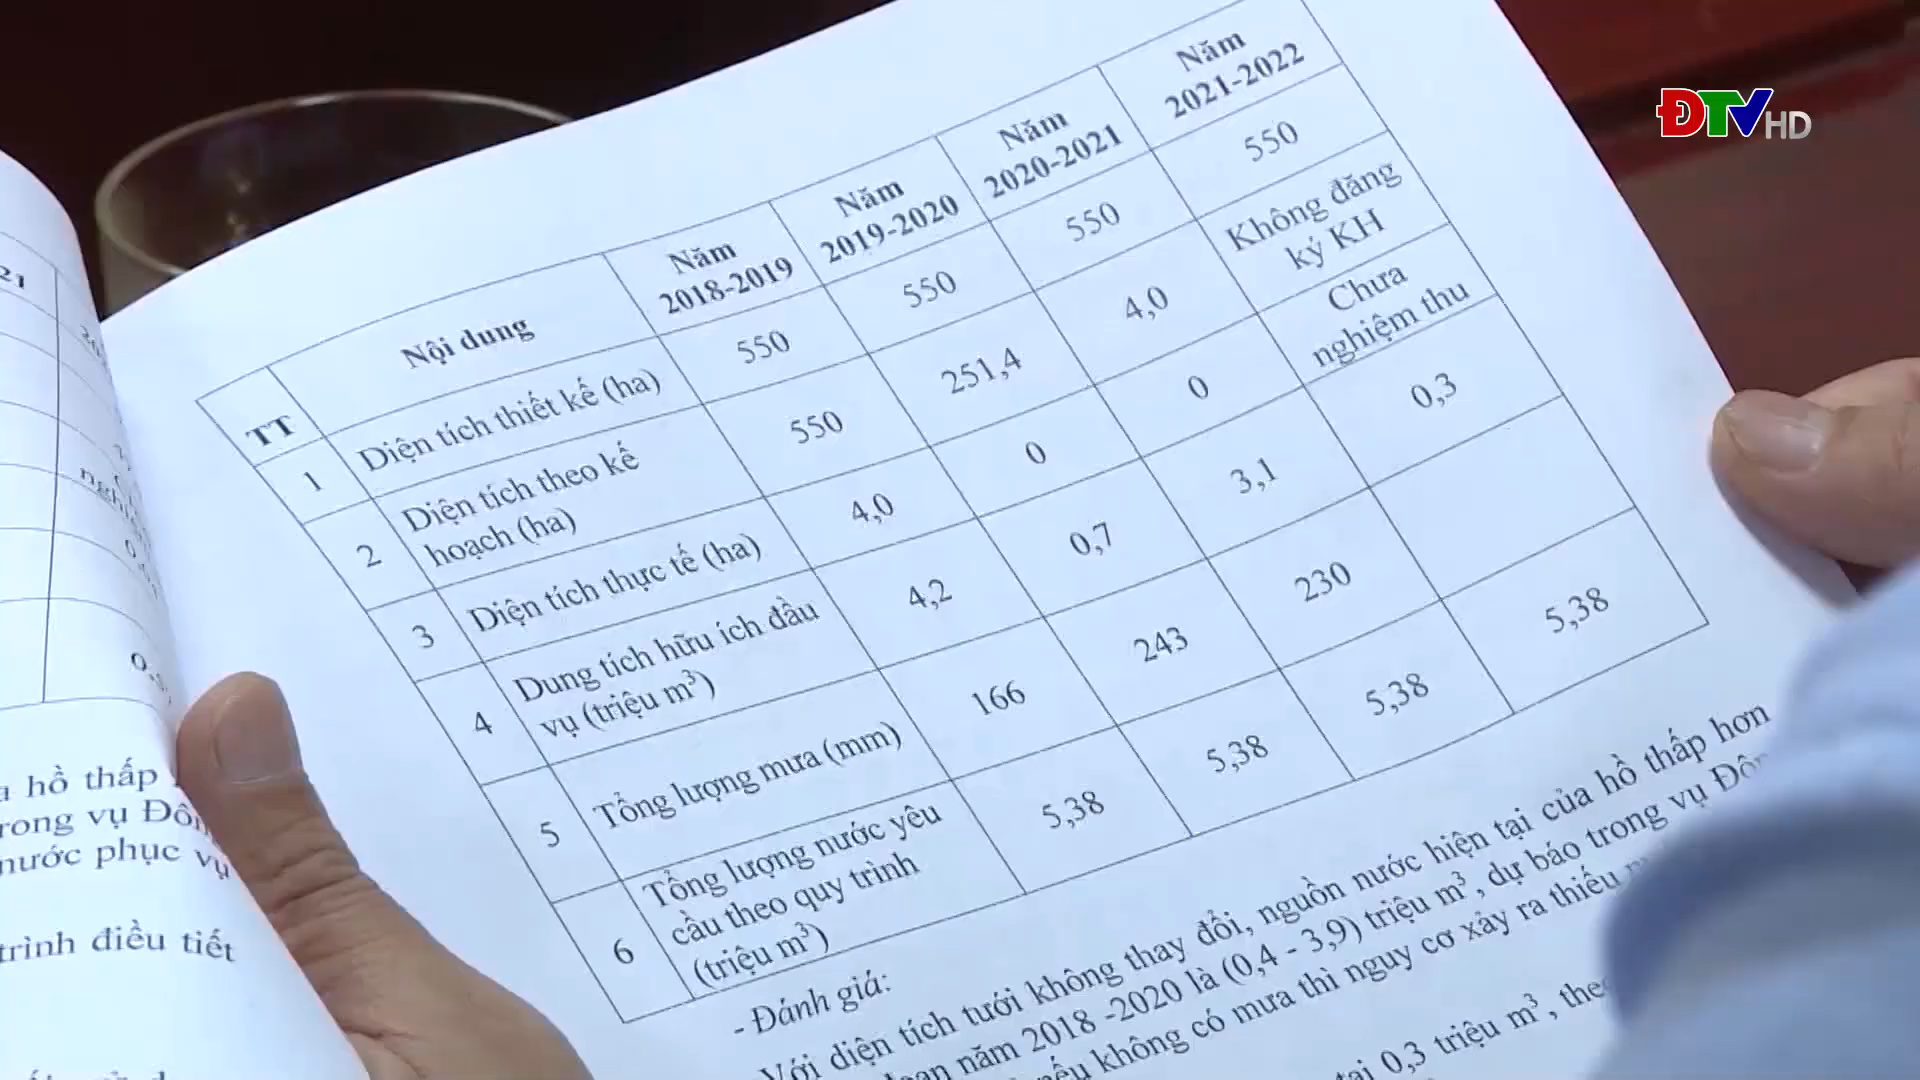 ĐTV HD
TT Nội dung Năm 2018-2019 Năm 2019-2020 Năm 2020-2021 Năm 2021-2022
1 Diện tích thiết kế (ha) 550 550 550 550
2 Diện tích theo kế hoạch (ha) 550 251,4 4,0 Không đăng ký KH
3 Diện tích thực tế (ha) 4,0 0 0 Chưa nghiệm thu
4 Dung tích hữu ích đầu vụ (triệu m³) 4,2 0,7 3,1 0,3
5 Tổng lượng mưa (mm) 166 243 230
6 Tổng lượng nước yêu cầu theo quy trình (triệu m³) 5,38 5,38 5,38 5,38
- Đánh giá:
Với diện tích tưới không thay đổi, nguồn nước hiện tại của hồ thấp hơn
năm 2018 -2020 là (0,4 - 3,9) triệu m³, dự báo trong vụ
nếu không có mưa thì nguy cơ xảy ra thiếu
0,3 triệu m³,
hồ thấp
trong vụ
nước phục vụ
trình điều tiết